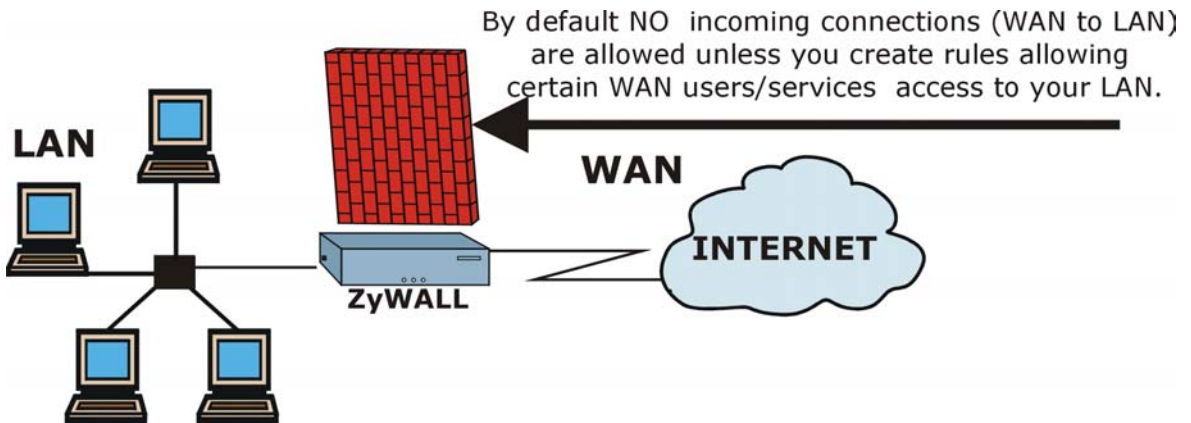 By default NO incoming connections (WAN to LAN)
are allowed unless you create rules allowing
certain WAN users/services access to your LAN.
LAN
WAN
INTERNET
ZyWALL